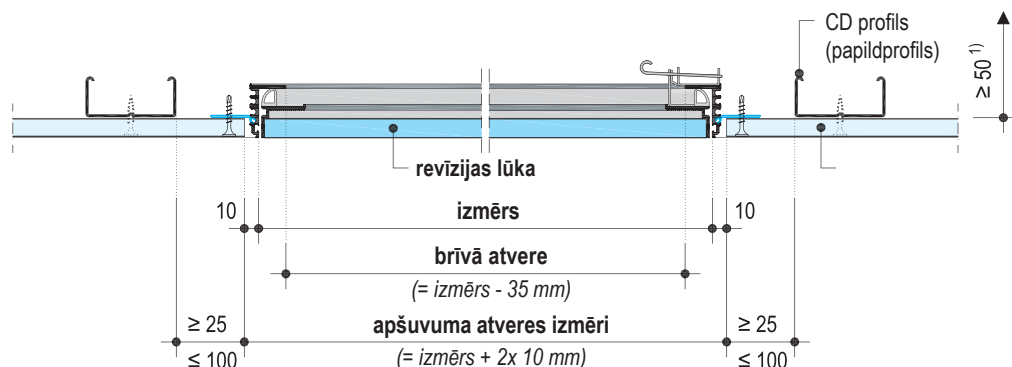 CD profils
(papildprofils)
≥ 50 ¹⁾
revīzijas lūka
10 izmērs 10
brīvā atvere
(= izmērs - 35 mm)
≥ 25 apšuvuma atveres izmēri ≥ 25
≤ 100 (= izmērs + 2x 10 mm) ≤ 100